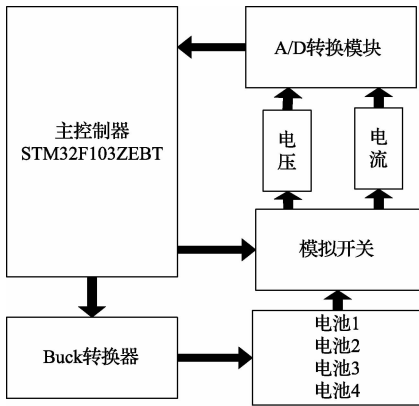 A/D转换模块
主控制器
STM32F103ZEBT
电
压
电
流
模拟开关
Buck转换器
电池1
电池2
电池3
电池4